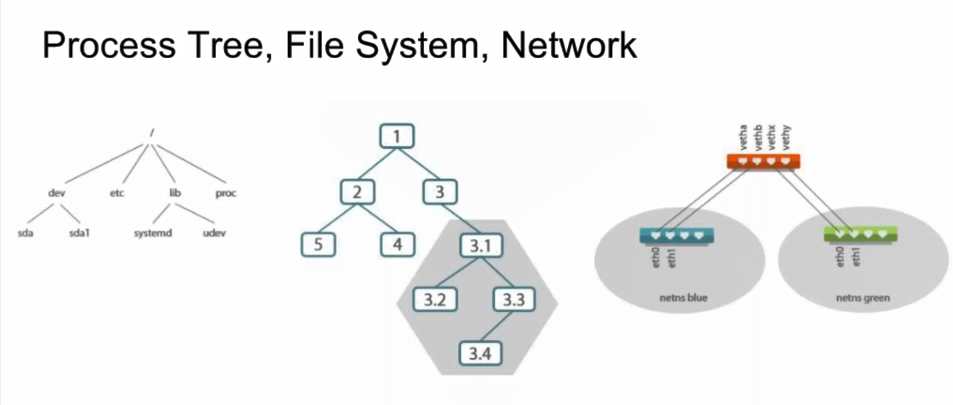 Process Tree, File System, Network
/
dev etc lib proc
sda sda1 systemd udev
1
2 3
5 4 3.1
3.2 3.3
3.4
vetha vethb vethx vethy
eth0 eth1
netns blue
eth0 eth1
netns green